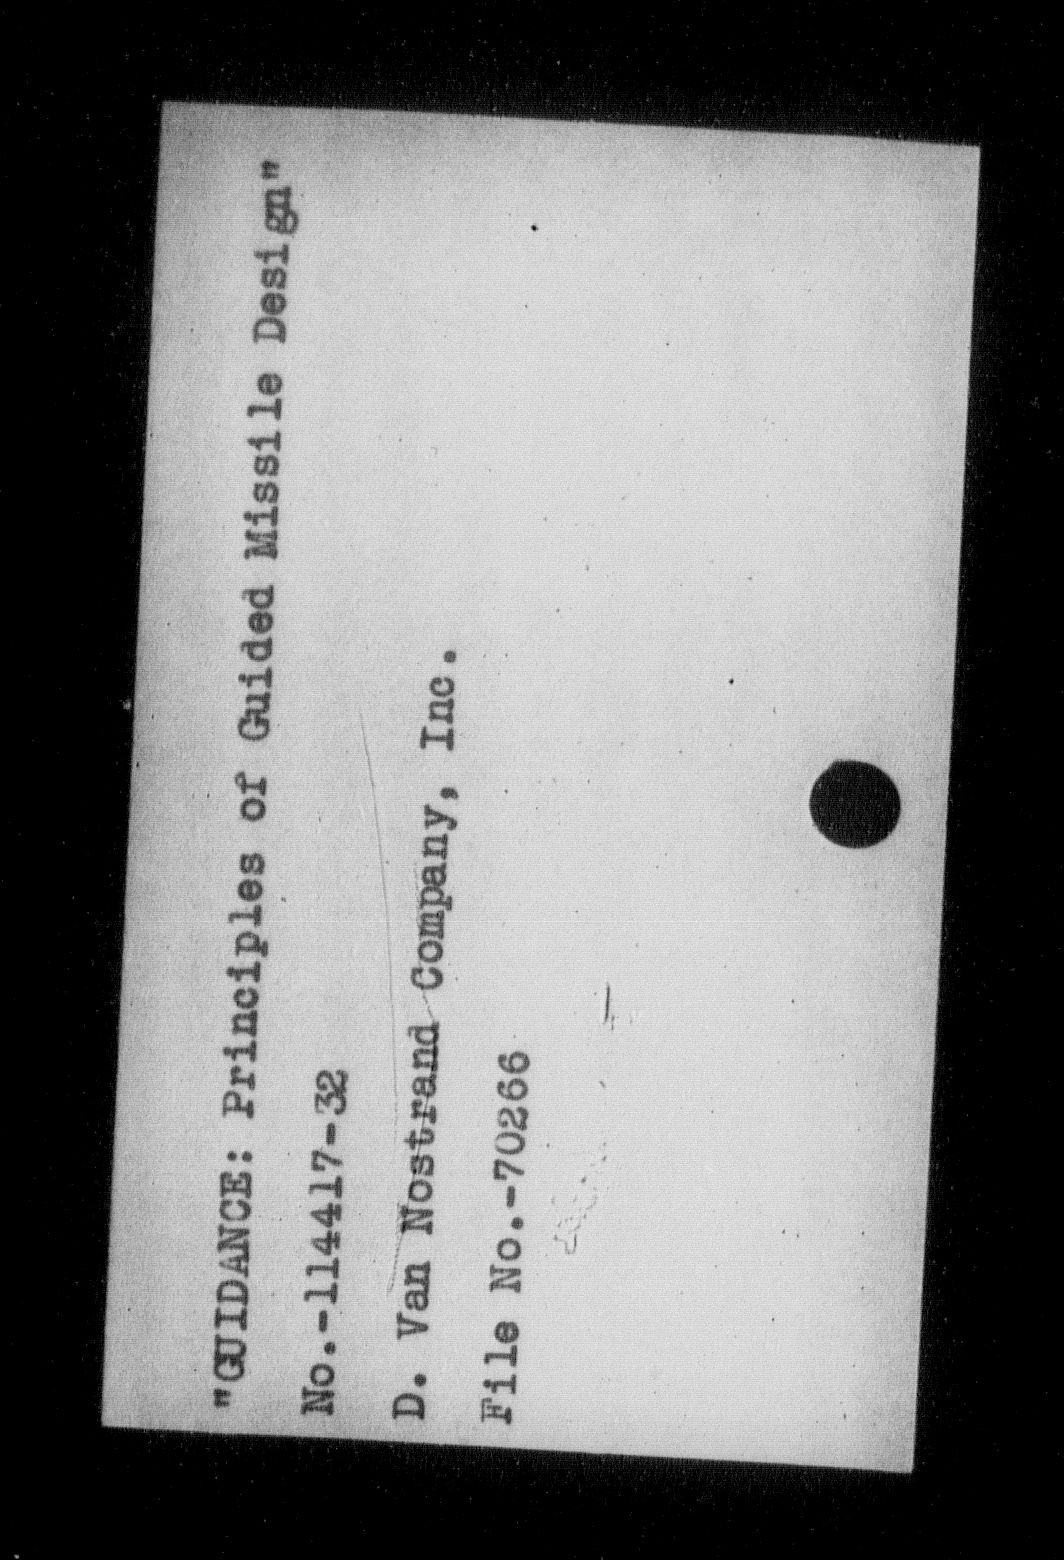 "GUIDANCE: Principles of Guided Missile Design"
No.-114417-32
D. Van Nostrand Company, Inc.
File No.-70266